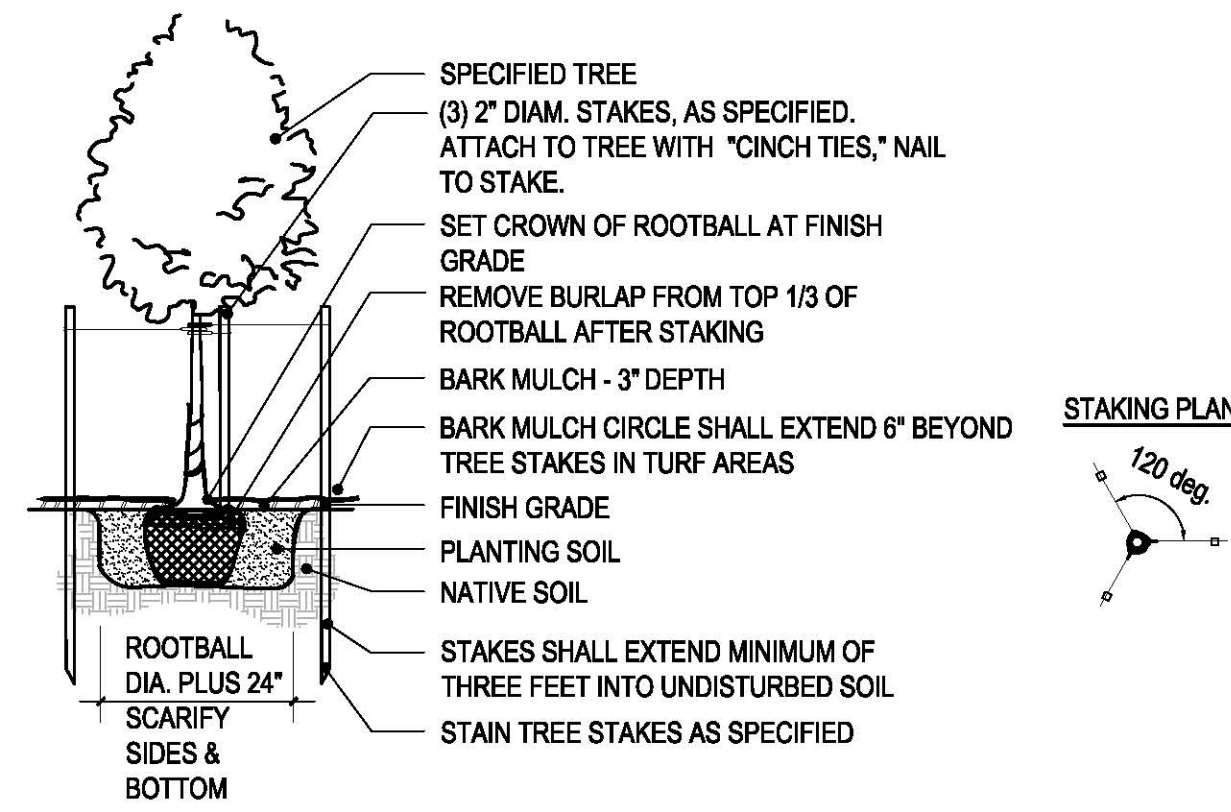 SPECIFIED TREE
(3) 2" DIAM. STAKES, AS SPECIFIED.
ATTACH TO TREE WITH "CINCH TIES," NAIL
TO STAKE.
SET CROWN OF ROOTBALL AT FINISH
GRADE
REMOVE BURLAP FROM TOP 1/3 OF
ROOTBALL AFTER STAKING
BARK MULCH - 3" DEPTH
BARK MULCH CIRCLE SHALL EXTEND 6" BEYOND
TREE STAKES IN TURF AREAS
FINISH GRADE
PLANTING SOIL
NATIVE SOIL
STAKES SHALL EXTEND MINIMUM OF
THREE FEET INTO UNDISTURBED SOIL
STAIN TREE STAKES AS SPECIFIED
ROOTBALL
DIA. PLUS 24"
SCARIFY
SIDES &
BOTTOM
STAKING PLAN
120 deg.